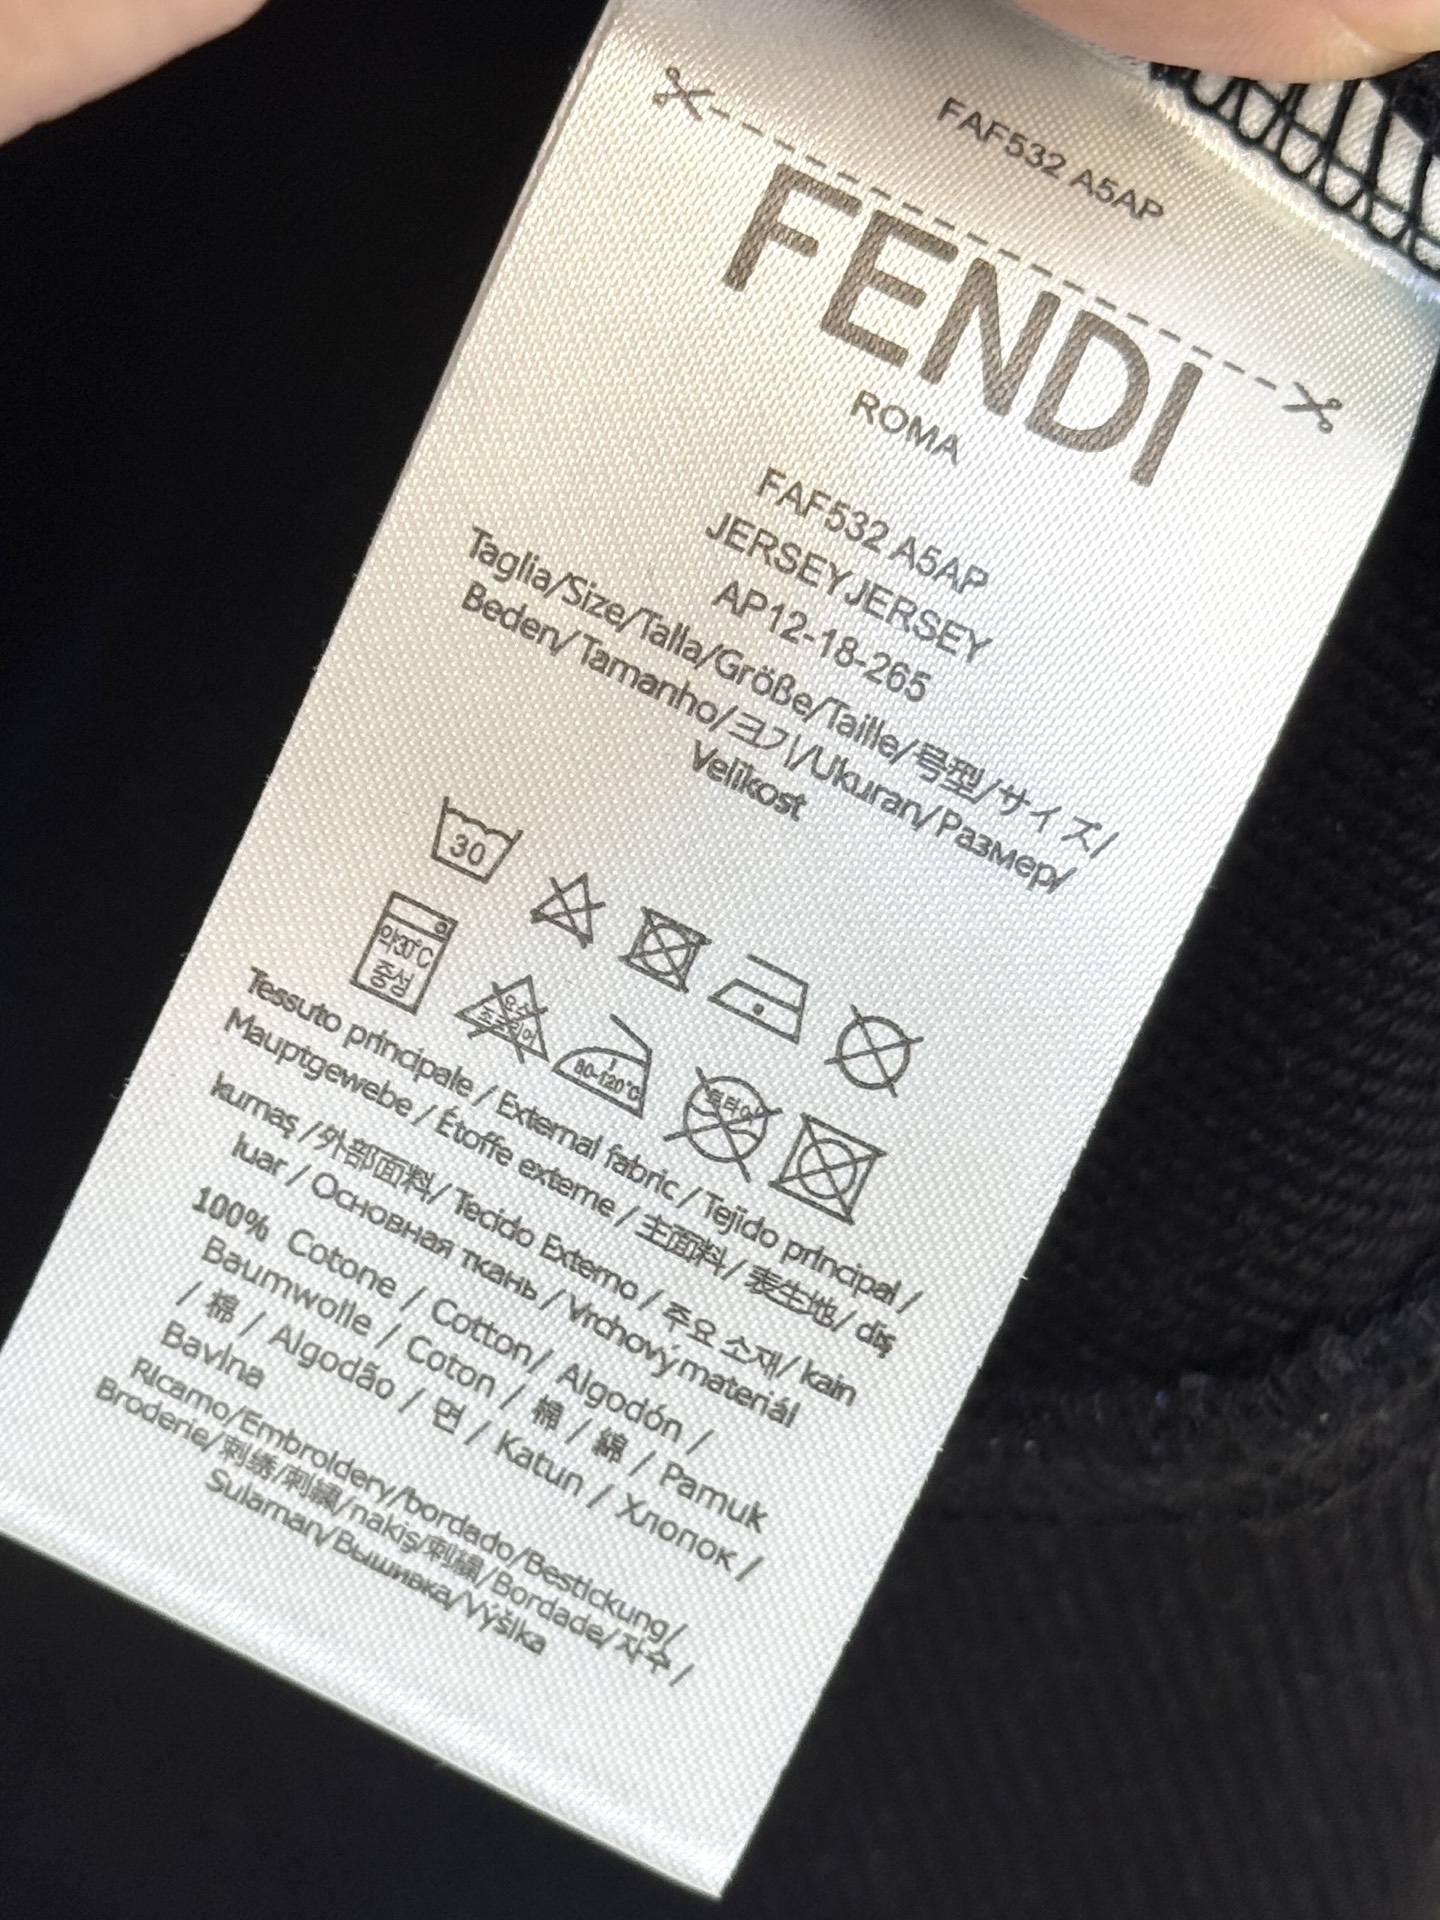 FAF532 A5AP
FENDI
ROMA
FAF532 A5AP
JERSEYJERSEY
AP12-18-265
Taglia/Size/Talla/Größe/Taille/号型/サイズ/
Beden/Tamanho/크기/Ukuran/Размер/
Velikost
30
약30℃
중성
80-120℃
Tessuto principale / External fabric / Tejido principal /
Mauptgewebe / Étoffe externe / 主面料/ 表生地/ dış
kumaş /外部面料/ Tecido Externo / 주요 소재/ kain
luar / Основная ткань / Vrchový materiál
100% Cotone / Cotton/ Algodón /
Baumwolle / Coton / 棉 / 綿 / Pamuk
/ 棉 / Algodão / 면 / Katun / Хлопок /
Bavlna
Ricamo/Embroidery/bordado/Bestickung/
Broderie/刺绣/刺繍/nakiş/刺繡/Bordade/자수 /
Sulaman/Вышивка/Výšika